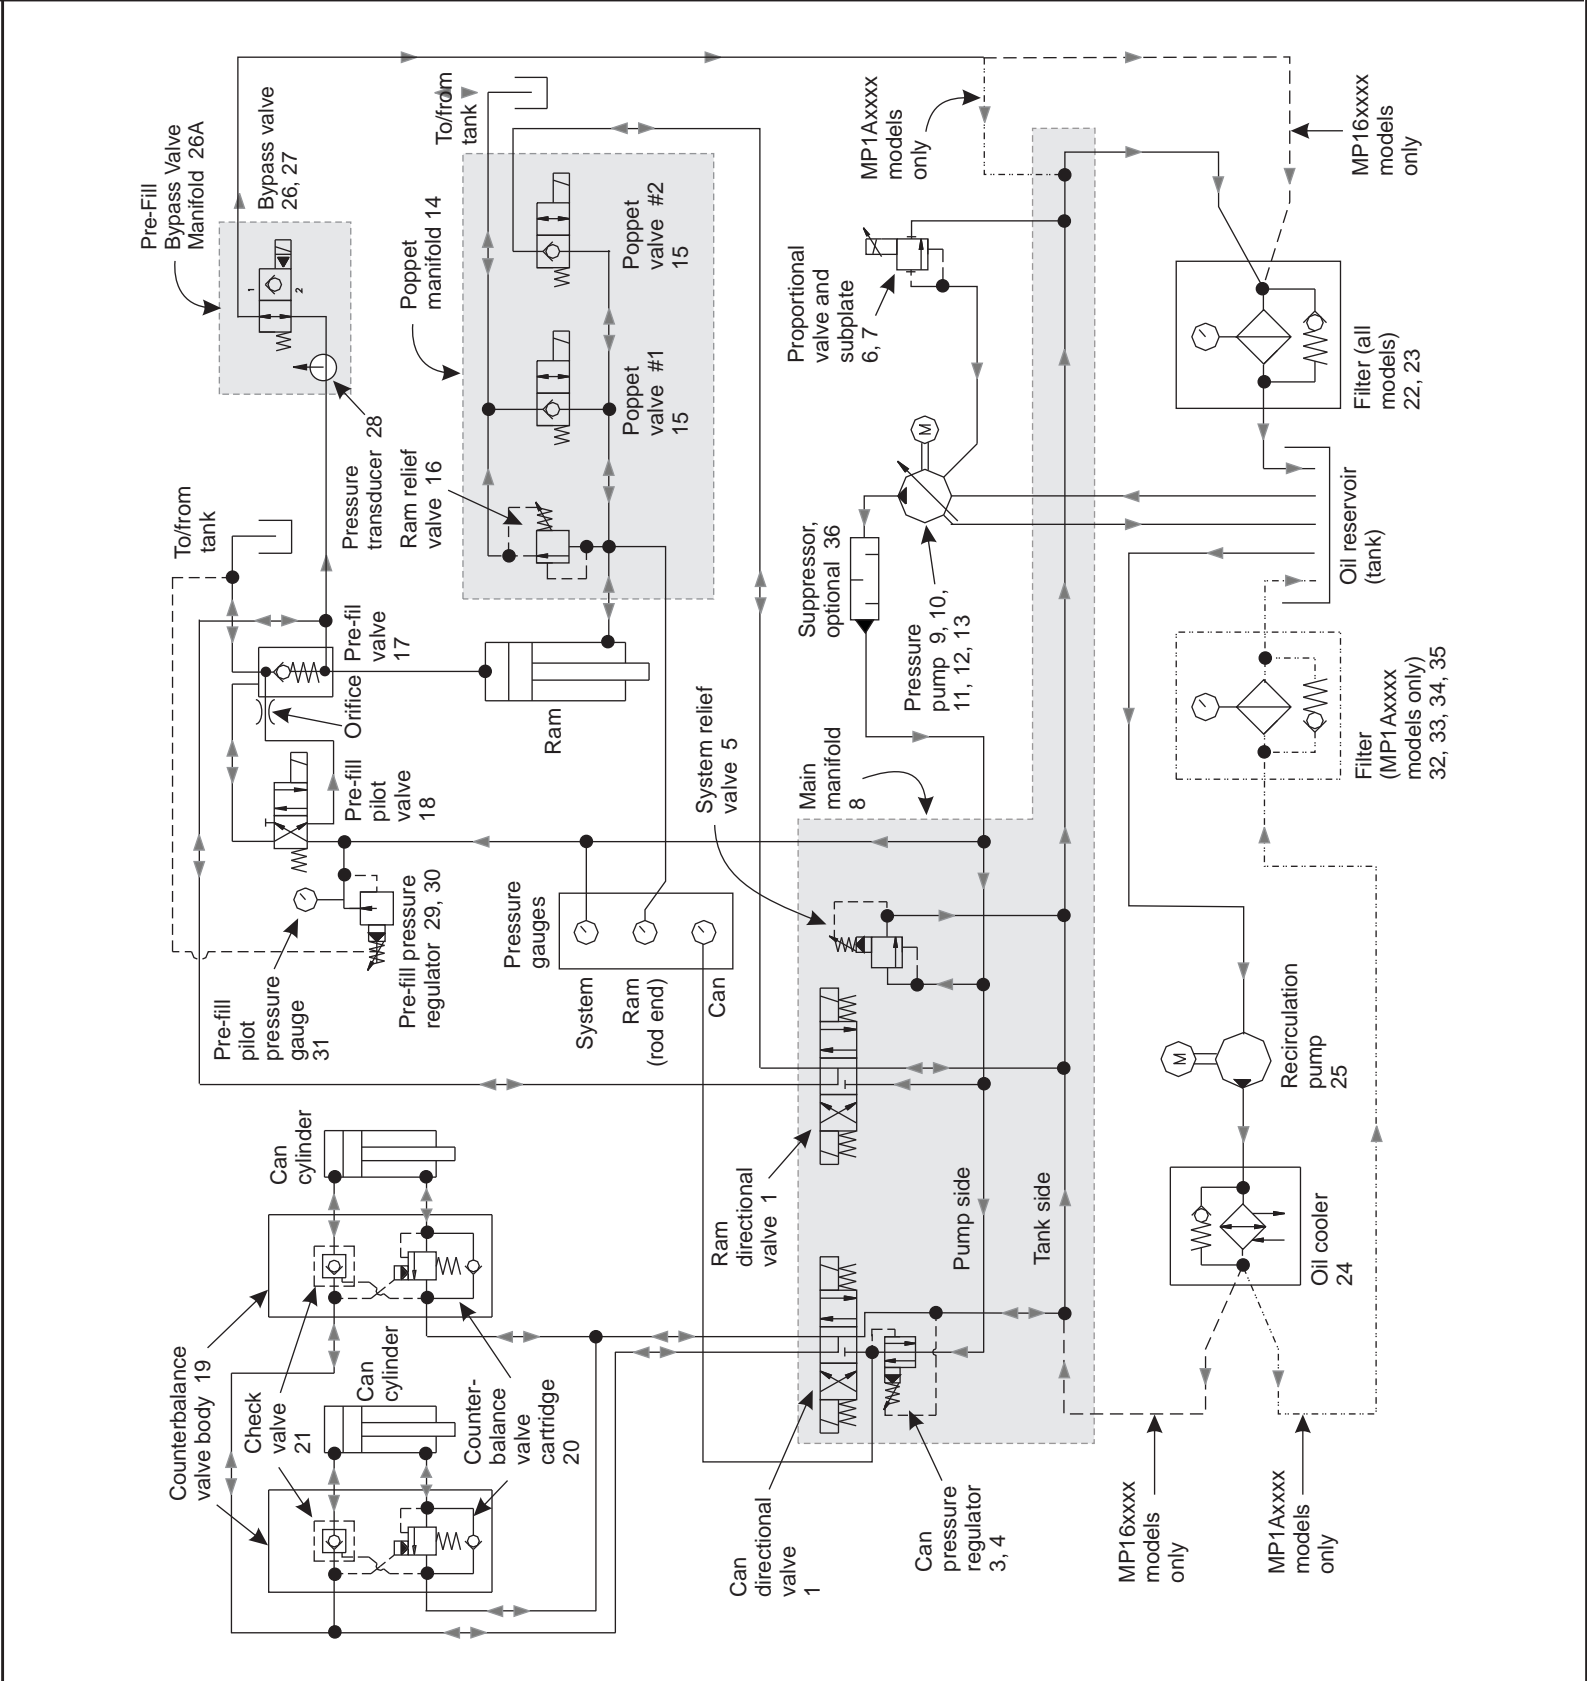 Pre-Fill
Bypass Valve
Manifold 26A
Bypass valve
26, 27
1
2
To/from
tank
MP1Axxxx
models
only
MP16xxxx
models
only
Poppet
manifold 14
Poppet
valve #2
15
Poppet
valve #1
15
Proportional
valve and
subplate
6, 7
M
Filter (all
models)
22, 23
Pressure
transducer 28
Ram relief
valve 16
To/from
tank
Suppressor,
optional 36
Oil reservoir
(tank)
Pre-fil
valve
17
Orifice
Ram
Pressure
pump 9, 10,
11, 12, 13
Pre-fill
pilot
valve
18
System relief
valve 5
Main
manifold
8
Filter
(MP1Axxxx
models only)
32, 33, 34, 35
Pre-fill pressure
regulator 29, 30
Pre-fill
pilot
pressure
gauge
31
Pressure
gauges
System
Ram
(rod end)
Can
M
Recirculation
pump
25
Can
cylinder
Ram
directional
valve 1
Pump side
Tank side
Oil cooler
24
Counterbalance
valve body 19
Check
valve
21
Can
cylinder
Counter-
balance
valve
cartridge
20
Can
directional
valve
1
Can
pressure
regulator
3, 4
MP16xxxx
models
only
MP1Axxxx
models
only